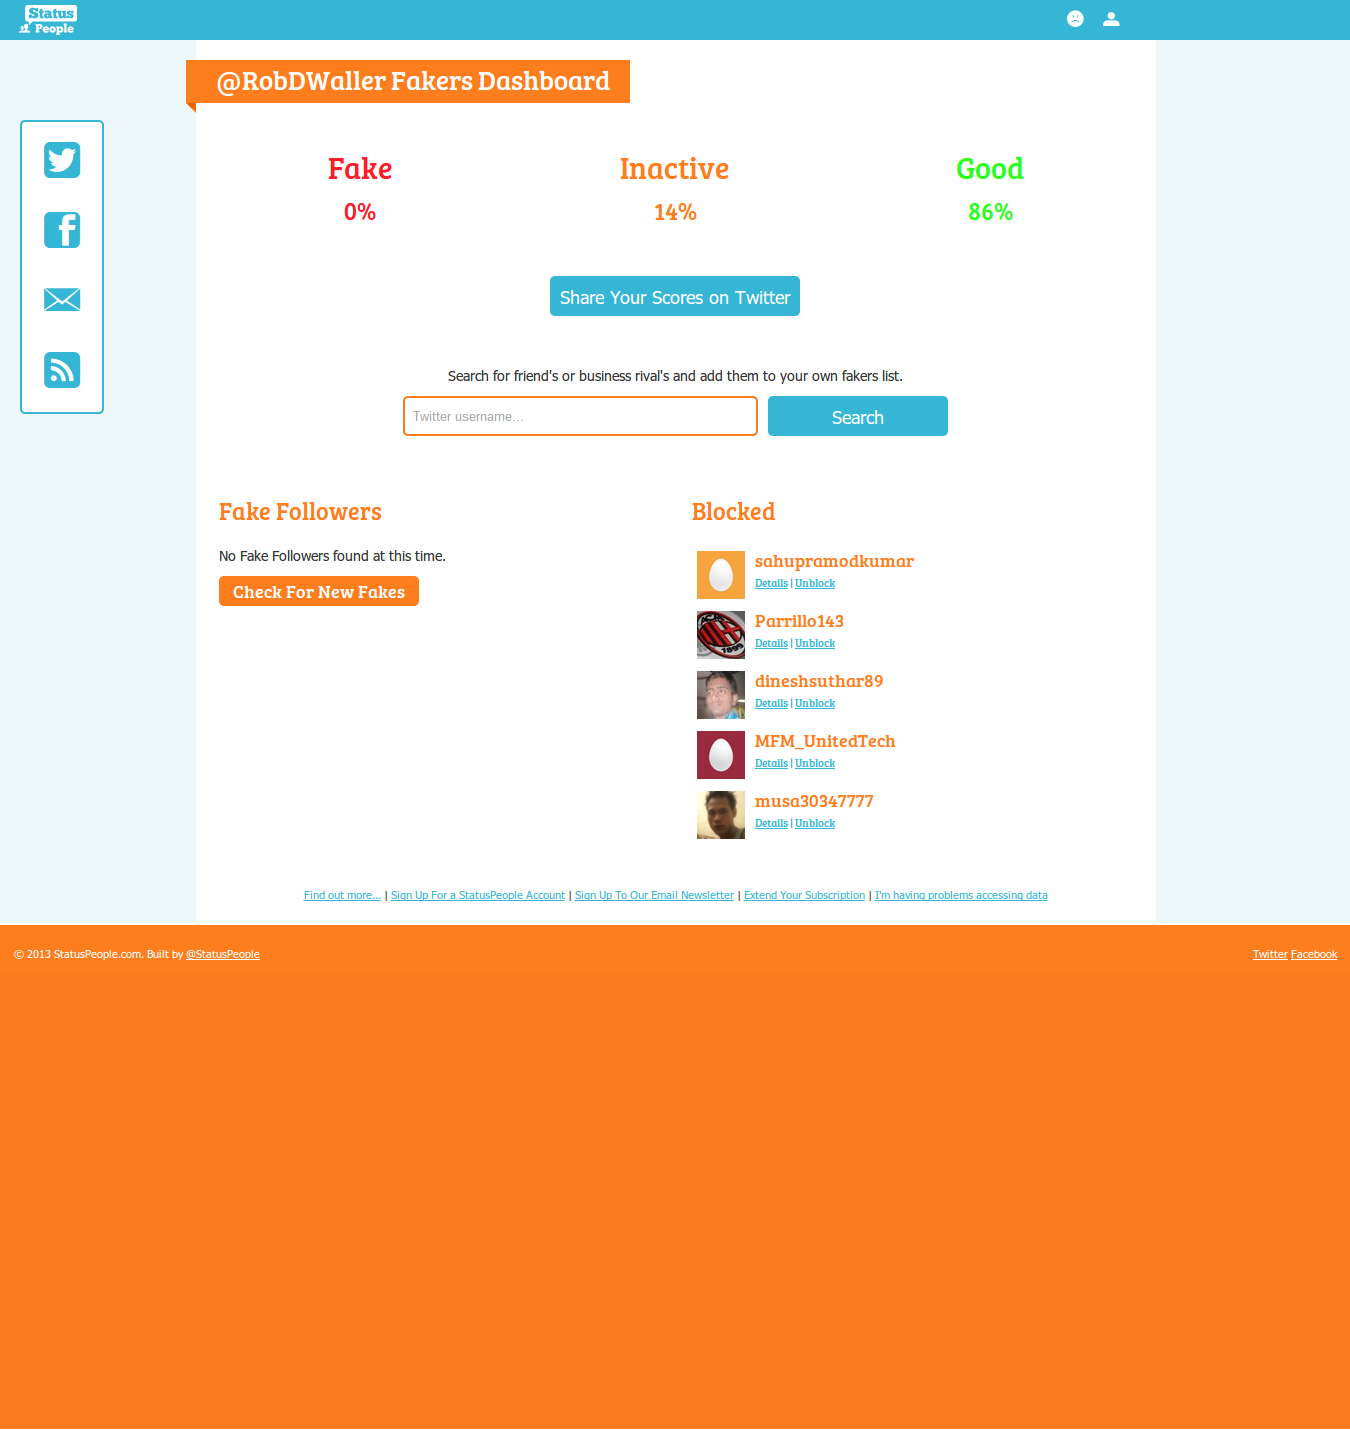 Status
People
@RobDWaller Fakers Dashboard
Fake
Inactive
Good
0%
14%
86%
Share Your Scores on Twitter
Search for friend's or business rival's and add them to your own fakers list.
Twitter username...
Search
Fake Followers
No Fake Followers found at this time.
Check For New Fakes
Blocked
sahupramodkumar
Details | Unblock
Parrillo143
Details | Unblock
dineshsuthar89
Details | Unblock
MFM_UnitedTech
Details | Unblock
musa30347777
Details | Unblock
Find out more... | Sign Up For a StatusPeople Account | Sign Up To Our Email Newsletter | Extend Your Subscription | I'm having problems accessing data
© 2013 StatusPeople.com. Built by @StatusPeople
Twitter Facebook